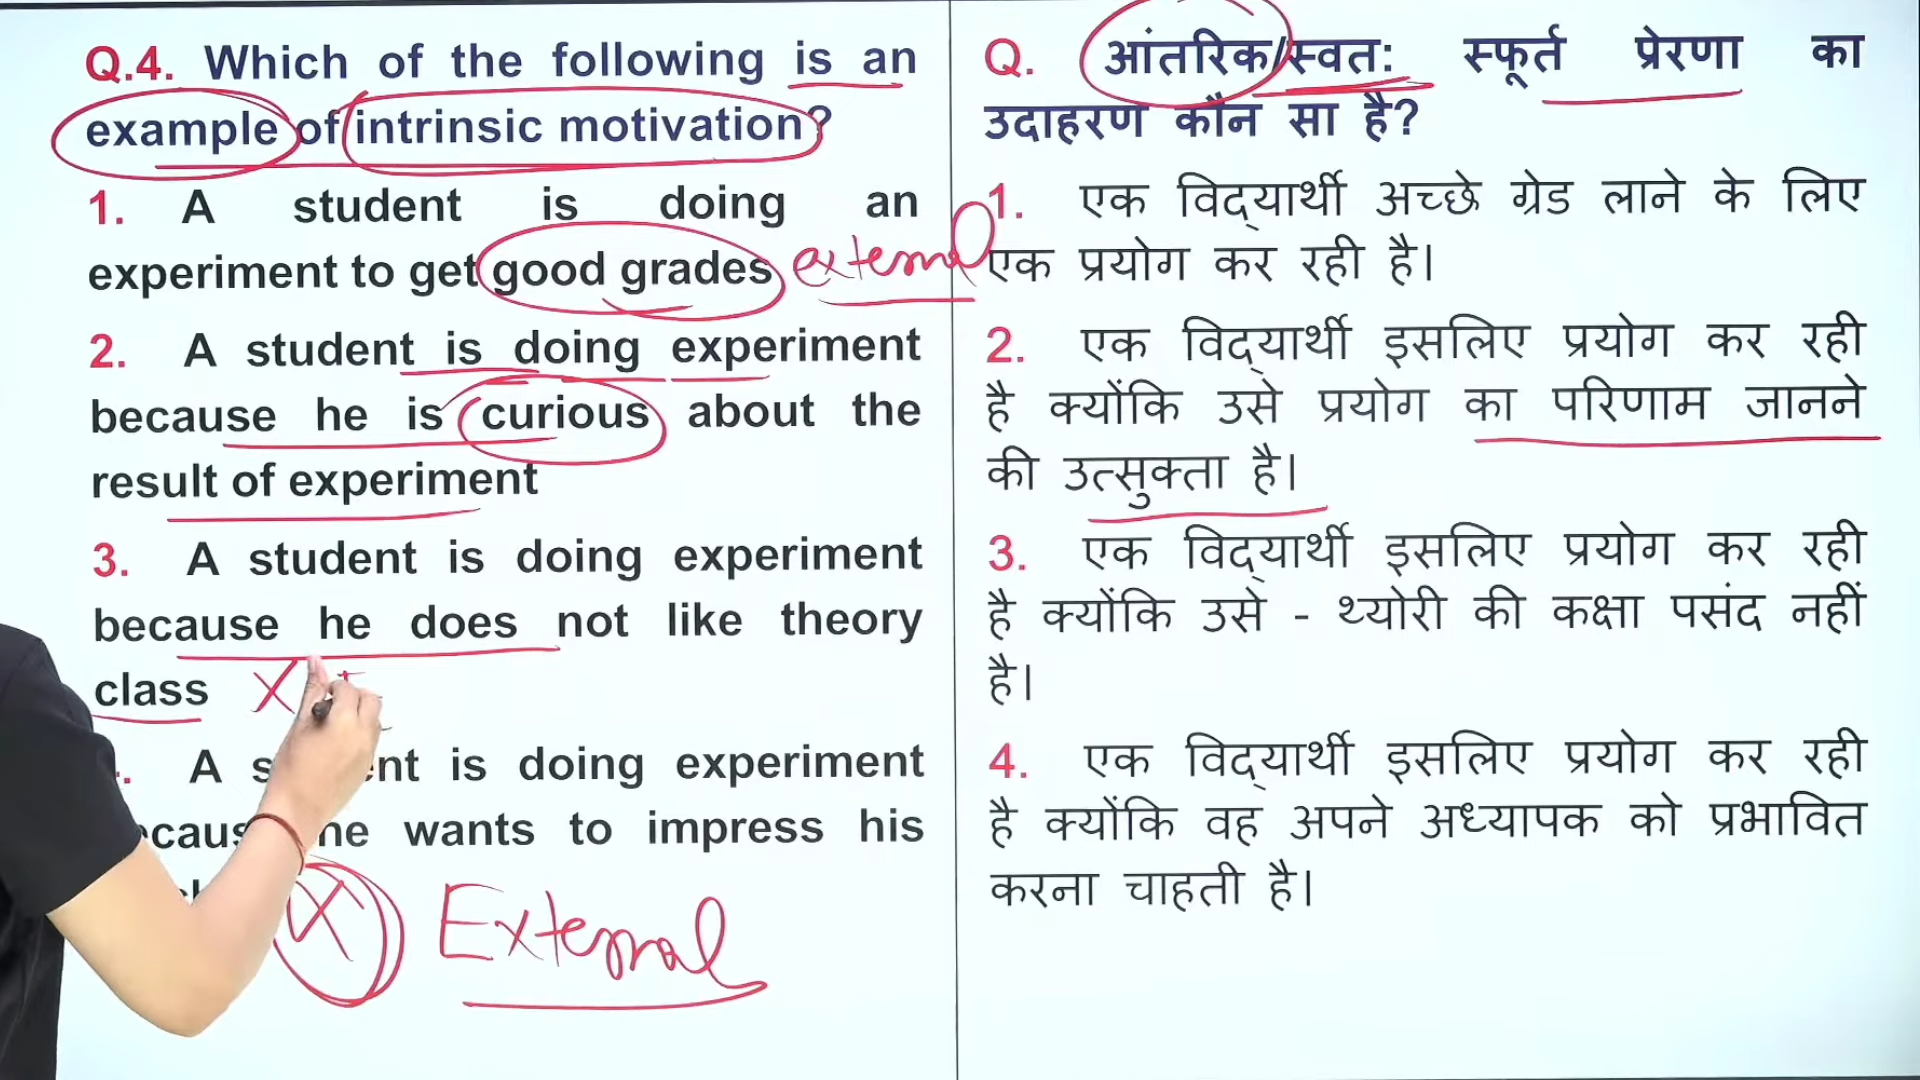 Q.4. Which of the following is an
example of intrinsic motivation?
1. A student is doing an
experiment to get good grades external
2. A student is doing experiment
because he is curious about the
result of experiment
3. A student is doing experiment
because he does not like theory
class X
A is doing experiment
he wants to impress his
X External
Q. आंतरिक/स्वत: स्फूर्त प्रेरणा का
उदाहरण कौन सा है?
1. एक विद्यार्थी अच्छे ग्रेड लाने के लिए
एक प्रयोग कर रही है।
2. एक विद्यार्थी इसलिए प्रयोग कर रही
है क्योंकि उसे प्रयोग का परिणाम जानने
की उत्सुक्ता है।
3. एक विद्यार्थी इसलिए प्रयोग कर रही
है क्योंकि उसे - थ्योरी की कक्षा पसंद नहीं
है।
4. एक विद्यार्थी इसलिए प्रयोग कर रही
है क्योंकि वह अपने अध्यापक को प्रभावित
करना चाहती है।